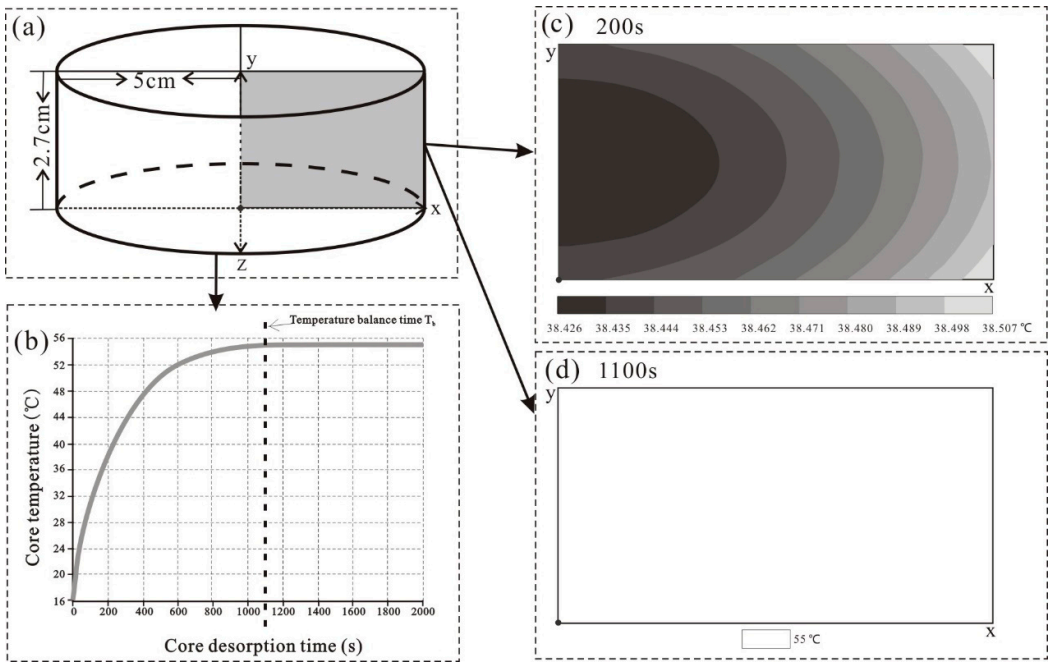 (a)
y
5cm
2.7cm
x
z
(b)
Temperature balance time Tb
56
52
48
44
40
36
32
28
24
20
16
Core temperature (℃)
0 200 400 600 800 1000 1200 1400 1600 1800 2000
Core desorption time (s)
(c) 200s
y
x
38.426 38.435 38.444 38.453 38.462 38.471 38.480 38.489 38.498 38.507 ℃
(d) 1100s
y
x
55 ℃